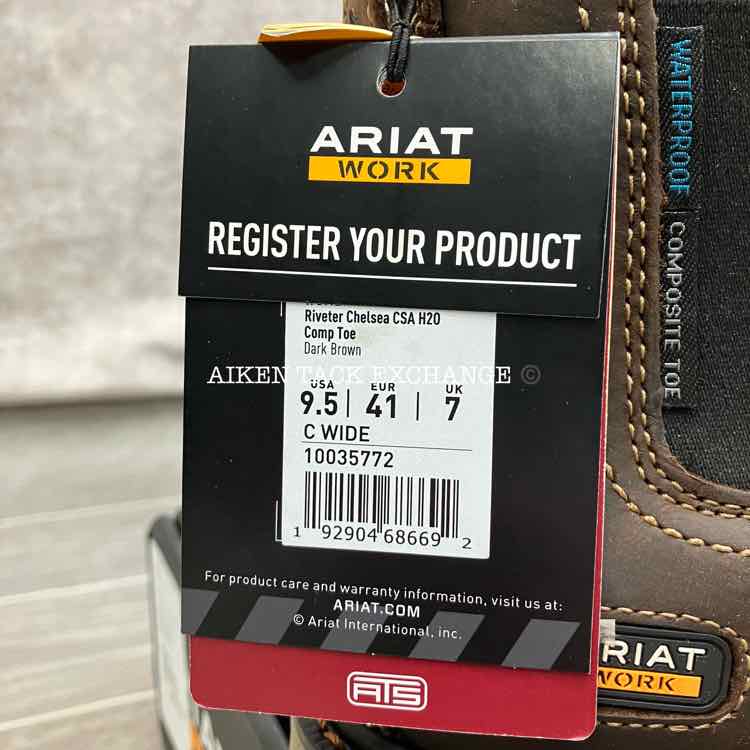 ARIAT
WORK
REGISTER YOUR PRODUCT
Riveter Chelsea CSA H20
Comp Toe
Dark Brown
AIKEN TACK EXCHANGE ©
USA EUR UK
9.5 | 41 | 7
C WIDE
10035772
1 92904 68669 2
For product care and warranty information, visit us at:
ARIAT.COM
© Ariat International, inc.
ATS
WATERPROOF
COMPOSITE TOE
RIAT
WORK